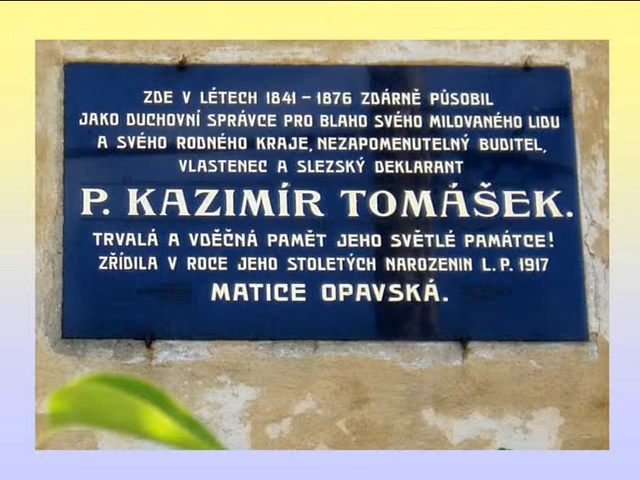 ZDE V LÉTECH 1841 – 1876 ZDÁRNĚ PŮSOBIL
JAKO DUCHOVNÍ SPRÁVCE PRO BLAHO SVÉHO MILOVANÉHO LIDU
A SVÉHO RODNÉHO KRAJE, NEZAPOMENUTELNÝ BUDITEL,
VLASTENEC A SLEZSKÝ DEKLARANT
P. KAZIMÍR TOMÁŠEK.
TRVALÁ A VDĚČNÁ PAMĚT JEHO SVĚTLÉ PAMÁTCE!
ZŘÍDILA V ROCE JEHO STOLETÝCH NAROZENIN L. P. 1917
MATICE OPAVSKÁ.